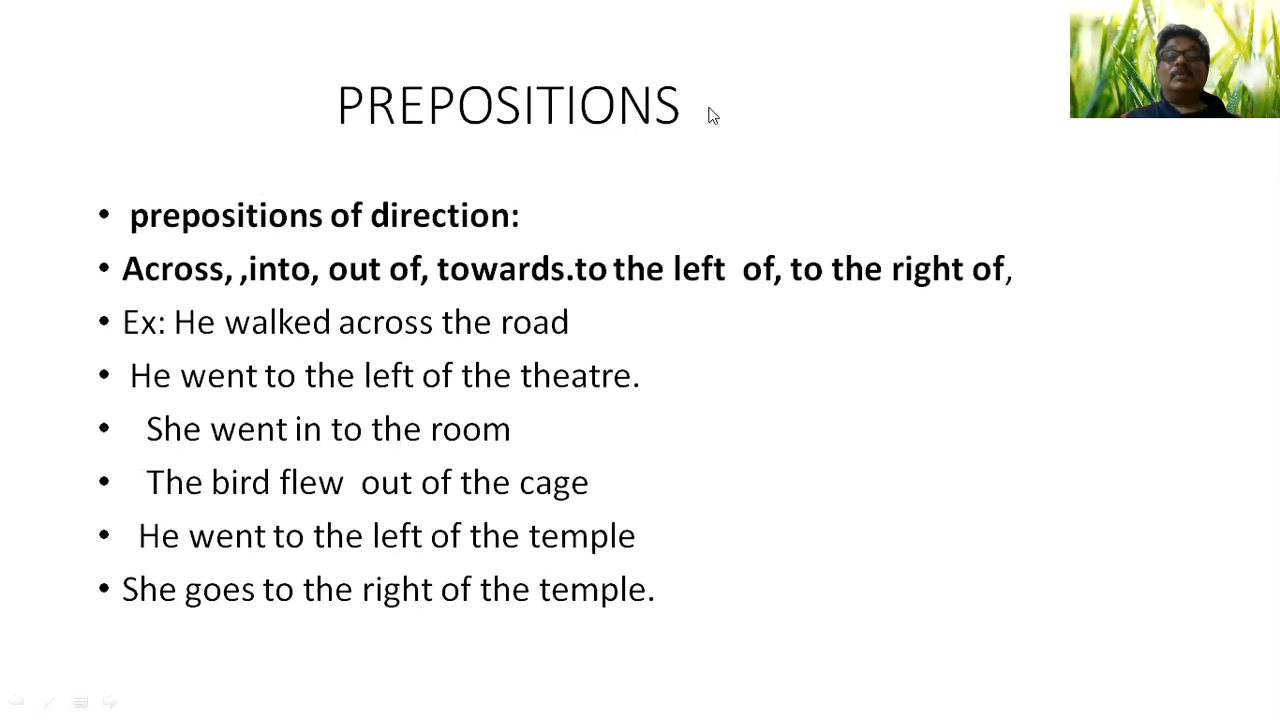 PREPOSITIONS
• prepositions of direction:
• Across, ,into, out of, towards.to the left of, to the right of,
• Ex: He walked across the road
• He went to the left of the theatre.
• She went in to the room
• The bird flew out of the cage
• He went to the left of the temple
• She goes to the right of the temple.